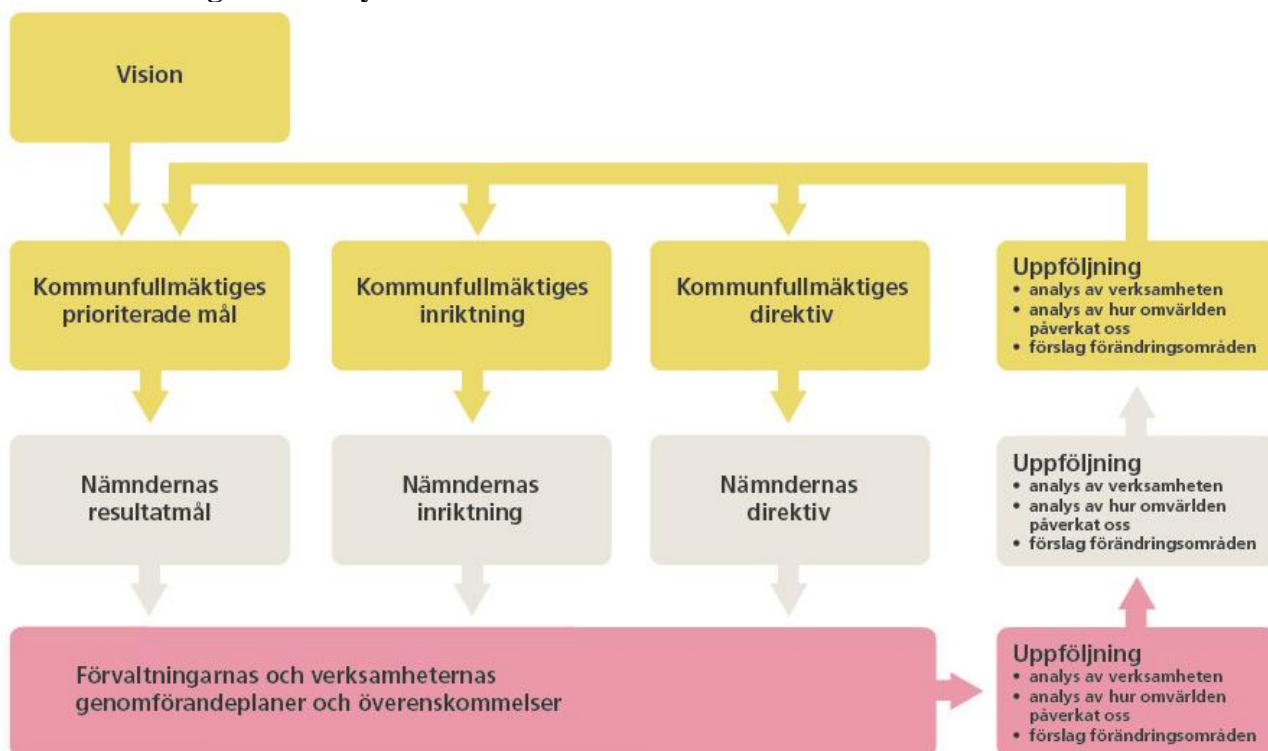 Vision
Kommunfullmäktiges
prioriterade mål
Kommunfullmäktiges
inriktning
Kommunfullmäktiges
direktiv
Uppföljning
• analys av verksamheten
• analys av hur omvärlden
påverkat oss
• förslag förändringsområden
Nämndernas
resultatmål
Nämndernas
inriktning
Nämndernas
direktiv
Uppföljning
• analys av verksamheten
• analys av hur omvärlden
påverkat oss
• förslag förändringsområden
Förvaltningarnas och verksamheternas
genomförandeplaner och överenskommelser
Uppföljning
• analys av verksamheten
• analys av hur omvärlden
påverkat oss
• förslag förändringsområden